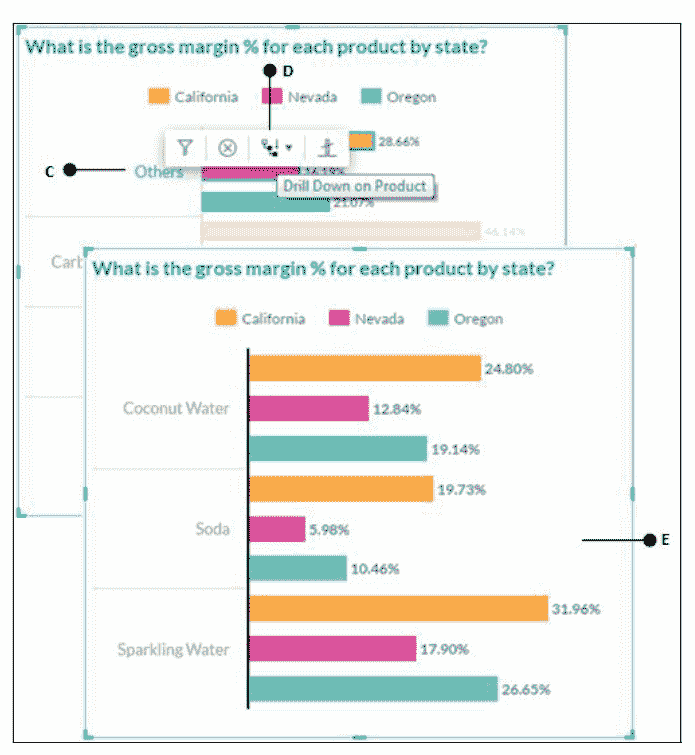 What is the gross margin % for each product by state?
D
California Nevada Oregon
28.66%
C
Others
Drill Down on Product
21.07%
46.14%
Carb
What is the gross margin % for each product by state?
California Nevada Oregon
24.80%
Coconut Water
12.84%
19.14%
19.73%
Soda
5.98%
E
10.46%
31.96%
Sparkling Water
17.90%
26.65%